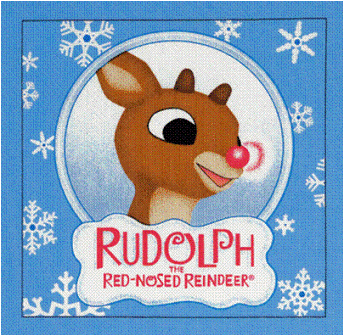 RUDOLPH
THE
RED-NOSED REINDEER®